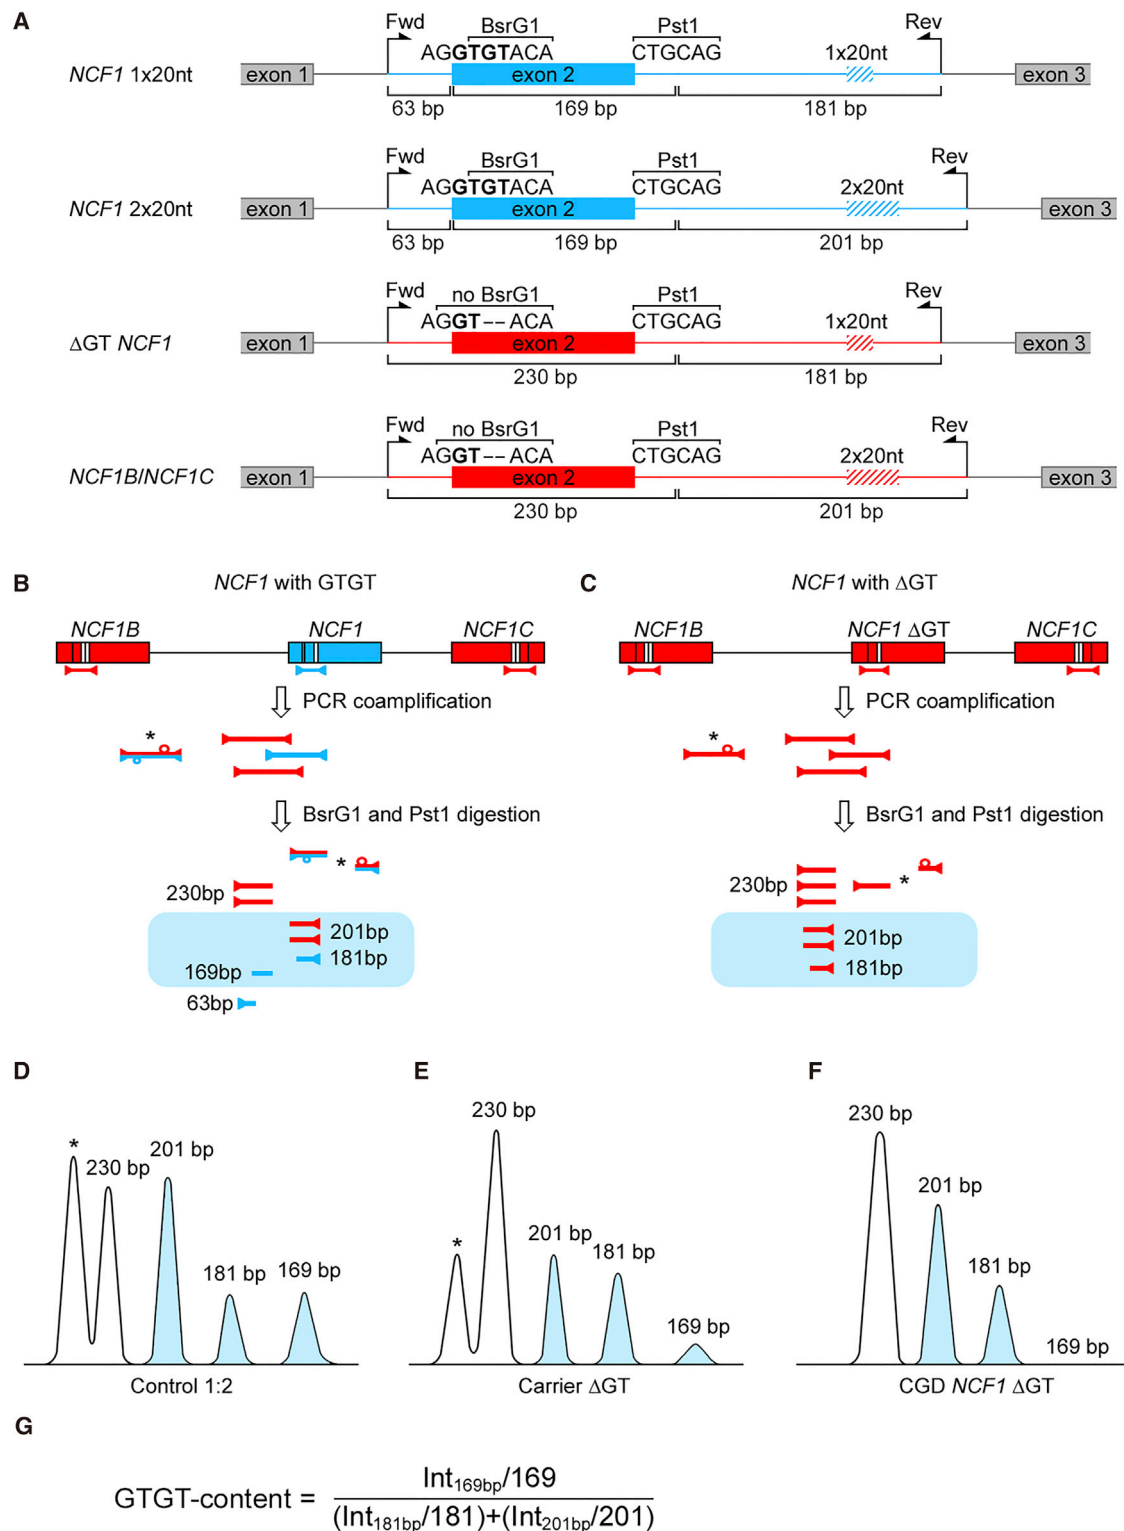 A
Fwd BsrG1 Pst1 Rev
AGGTGTACA CTGCAG 1x20nt
NCF1 1x20nt exon 1 exon 2 exon 3
63 bp 169 bp 181 bp
Fwd BsrG1 Pst1 Rev
AGGTGTACA CTGCAG 2x20nt
NCF1 2x20nt exon 1 exon 2 exon 3
63 bp 169 bp 201 bp
Fwd no BsrG1 Pst1 Rev
AGGT--ACA CTGCAG 1x20nt
ΔGT NCF1 exon 1 exon 2 exon 3
230 bp 181 bp
Fwd no BsrG1 Pst1 Rev
AGGT--ACA CTGCAG 2x20nt
NCF1B/NCF1C exon 1 exon 2 exon 3
230 bp 201 bp
B NCF1 with GTGT
NCF1B NCF1 NCF1C
PCR coamplification
*
BsrG1 and Pst1 digestion
*
230bp
201bp
181bp
169bp
63bp
C NCF1 with ΔGT
NCF1B NCF1 ΔGT NCF1C
PCR coamplification
*
BsrG1 and Pst1 digestion
*
230bp
201bp
181bp
D
* 230 bp 201 bp 181 bp 169 bp
Control 1:2
E
* 230 bp 201 bp 181 bp 169 bp
Carrier ΔGT
F
230 bp 201 bp 181 bp 169 bp
CGD NCF1 ΔGT
G
GTGT-content = Int169bp/169
(Int181bp/181)+(Int201bp/201)